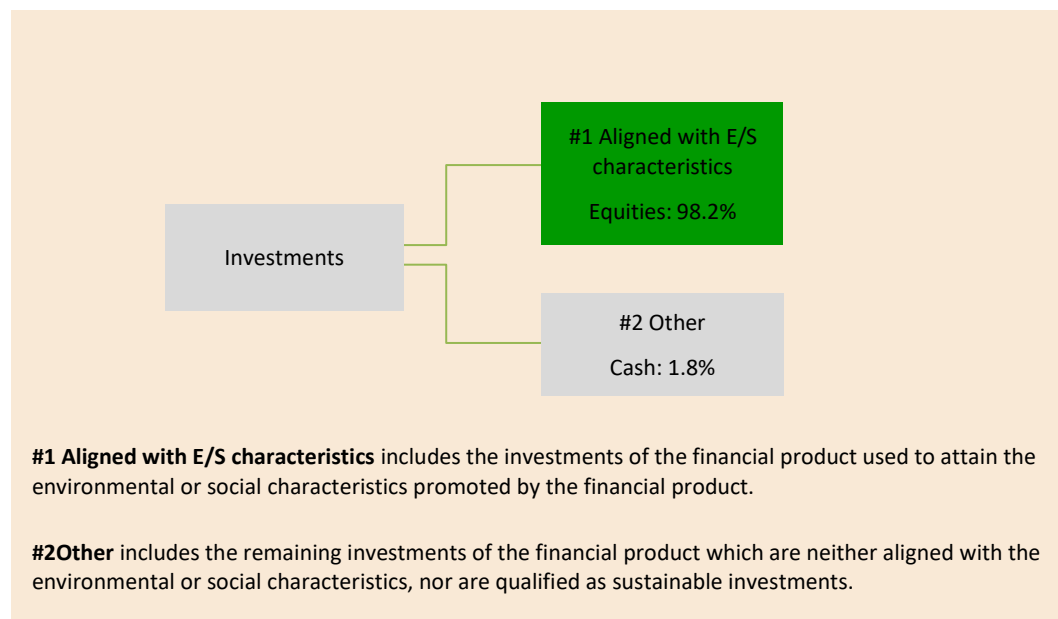 #1 Aligned with E/S
characteristics
Equities: 98.2%
Investments
#2 Other
Cash: 1.8%
#1 Aligned with E/S characteristics includes the investments of the financial product used to attain the
environmental or social characteristics promoted by the financial product.
#2Other includes the remaining investments of the financial product which are neither aligned with the
environmental or social characteristics, nor are qualified as sustainable investments.